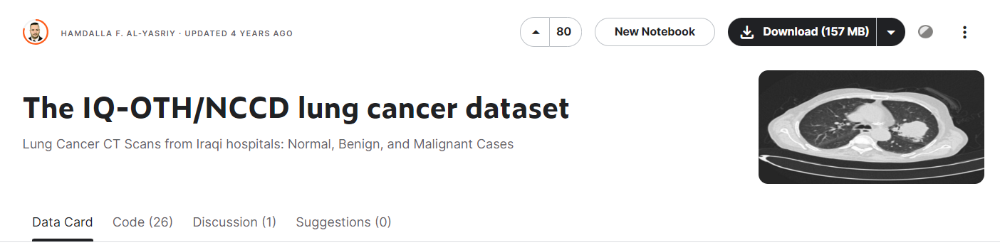 HAMDALLA F. AL-YASRIY · UPDATED 4 YEARS AGO
80
New Notebook
Download (157 MB)
The IQ-OTH/NCCD lung cancer dataset
Lung Cancer CT Scans from Iraqi hospitals: Normal, Benign, and Malignant Cases
Data Card Code (26) Discussion (1) Suggestions (0)